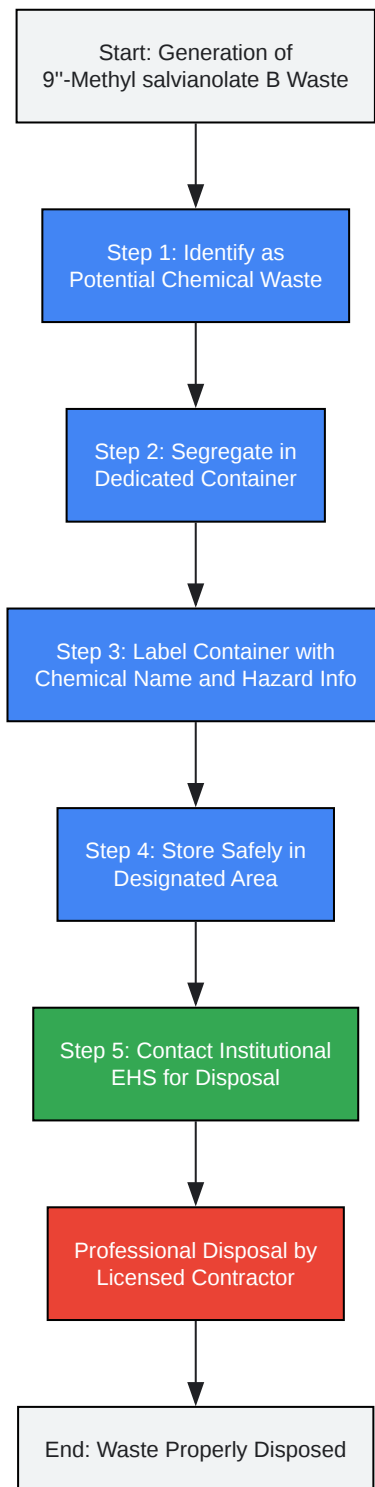 Start: Generation of
9''-Methyl salvianolate B Waste
Step 1: Identify as
Potential Chemical Waste
Step 2: Segregate in
Dedicated Container
Step 3: Label Container with
Chemical Name and Hazard Info
Step 4: Store Safely in
Designated Area
Step 5: Contact Institutional
EHS for Disposal
Professional Disposal by
Licensed Contractor
End: Waste Properly Disposed